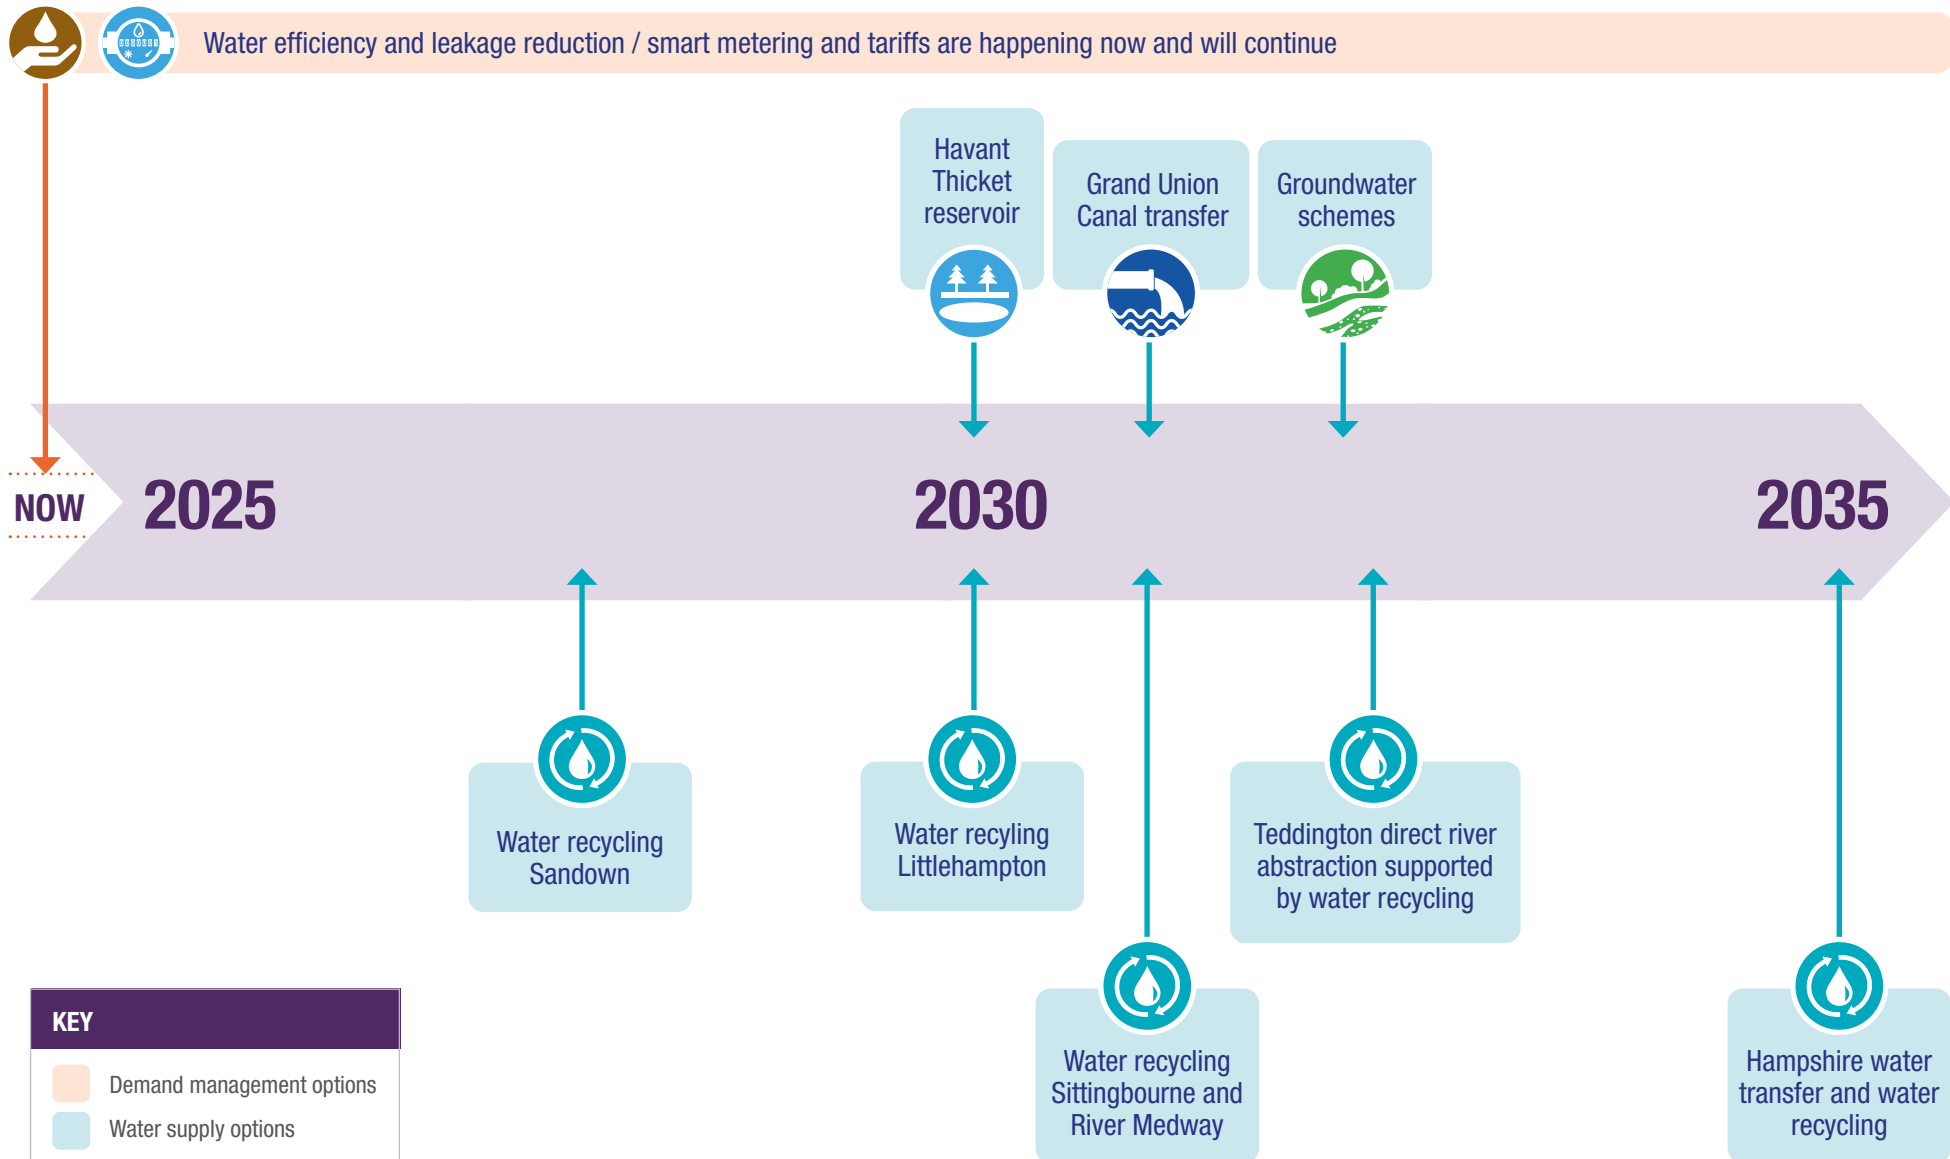 Water efficiency and leakage reduction / smart metering and tariffs are happening now and will continue
Havant
Thicket
reservoir
Grand Union
Canal transfer
Groundwater
schemes
NOW
2025
2030
2035
Water recycling
Sandown
Water recyling
Littlehampton
Teddington direct river
abstraction supported
by water recycling
Water recycling
Sittingbourne and
River Medway
Hampshire water
transfer and water
recycling
KEY
Demand management options
Water supply options